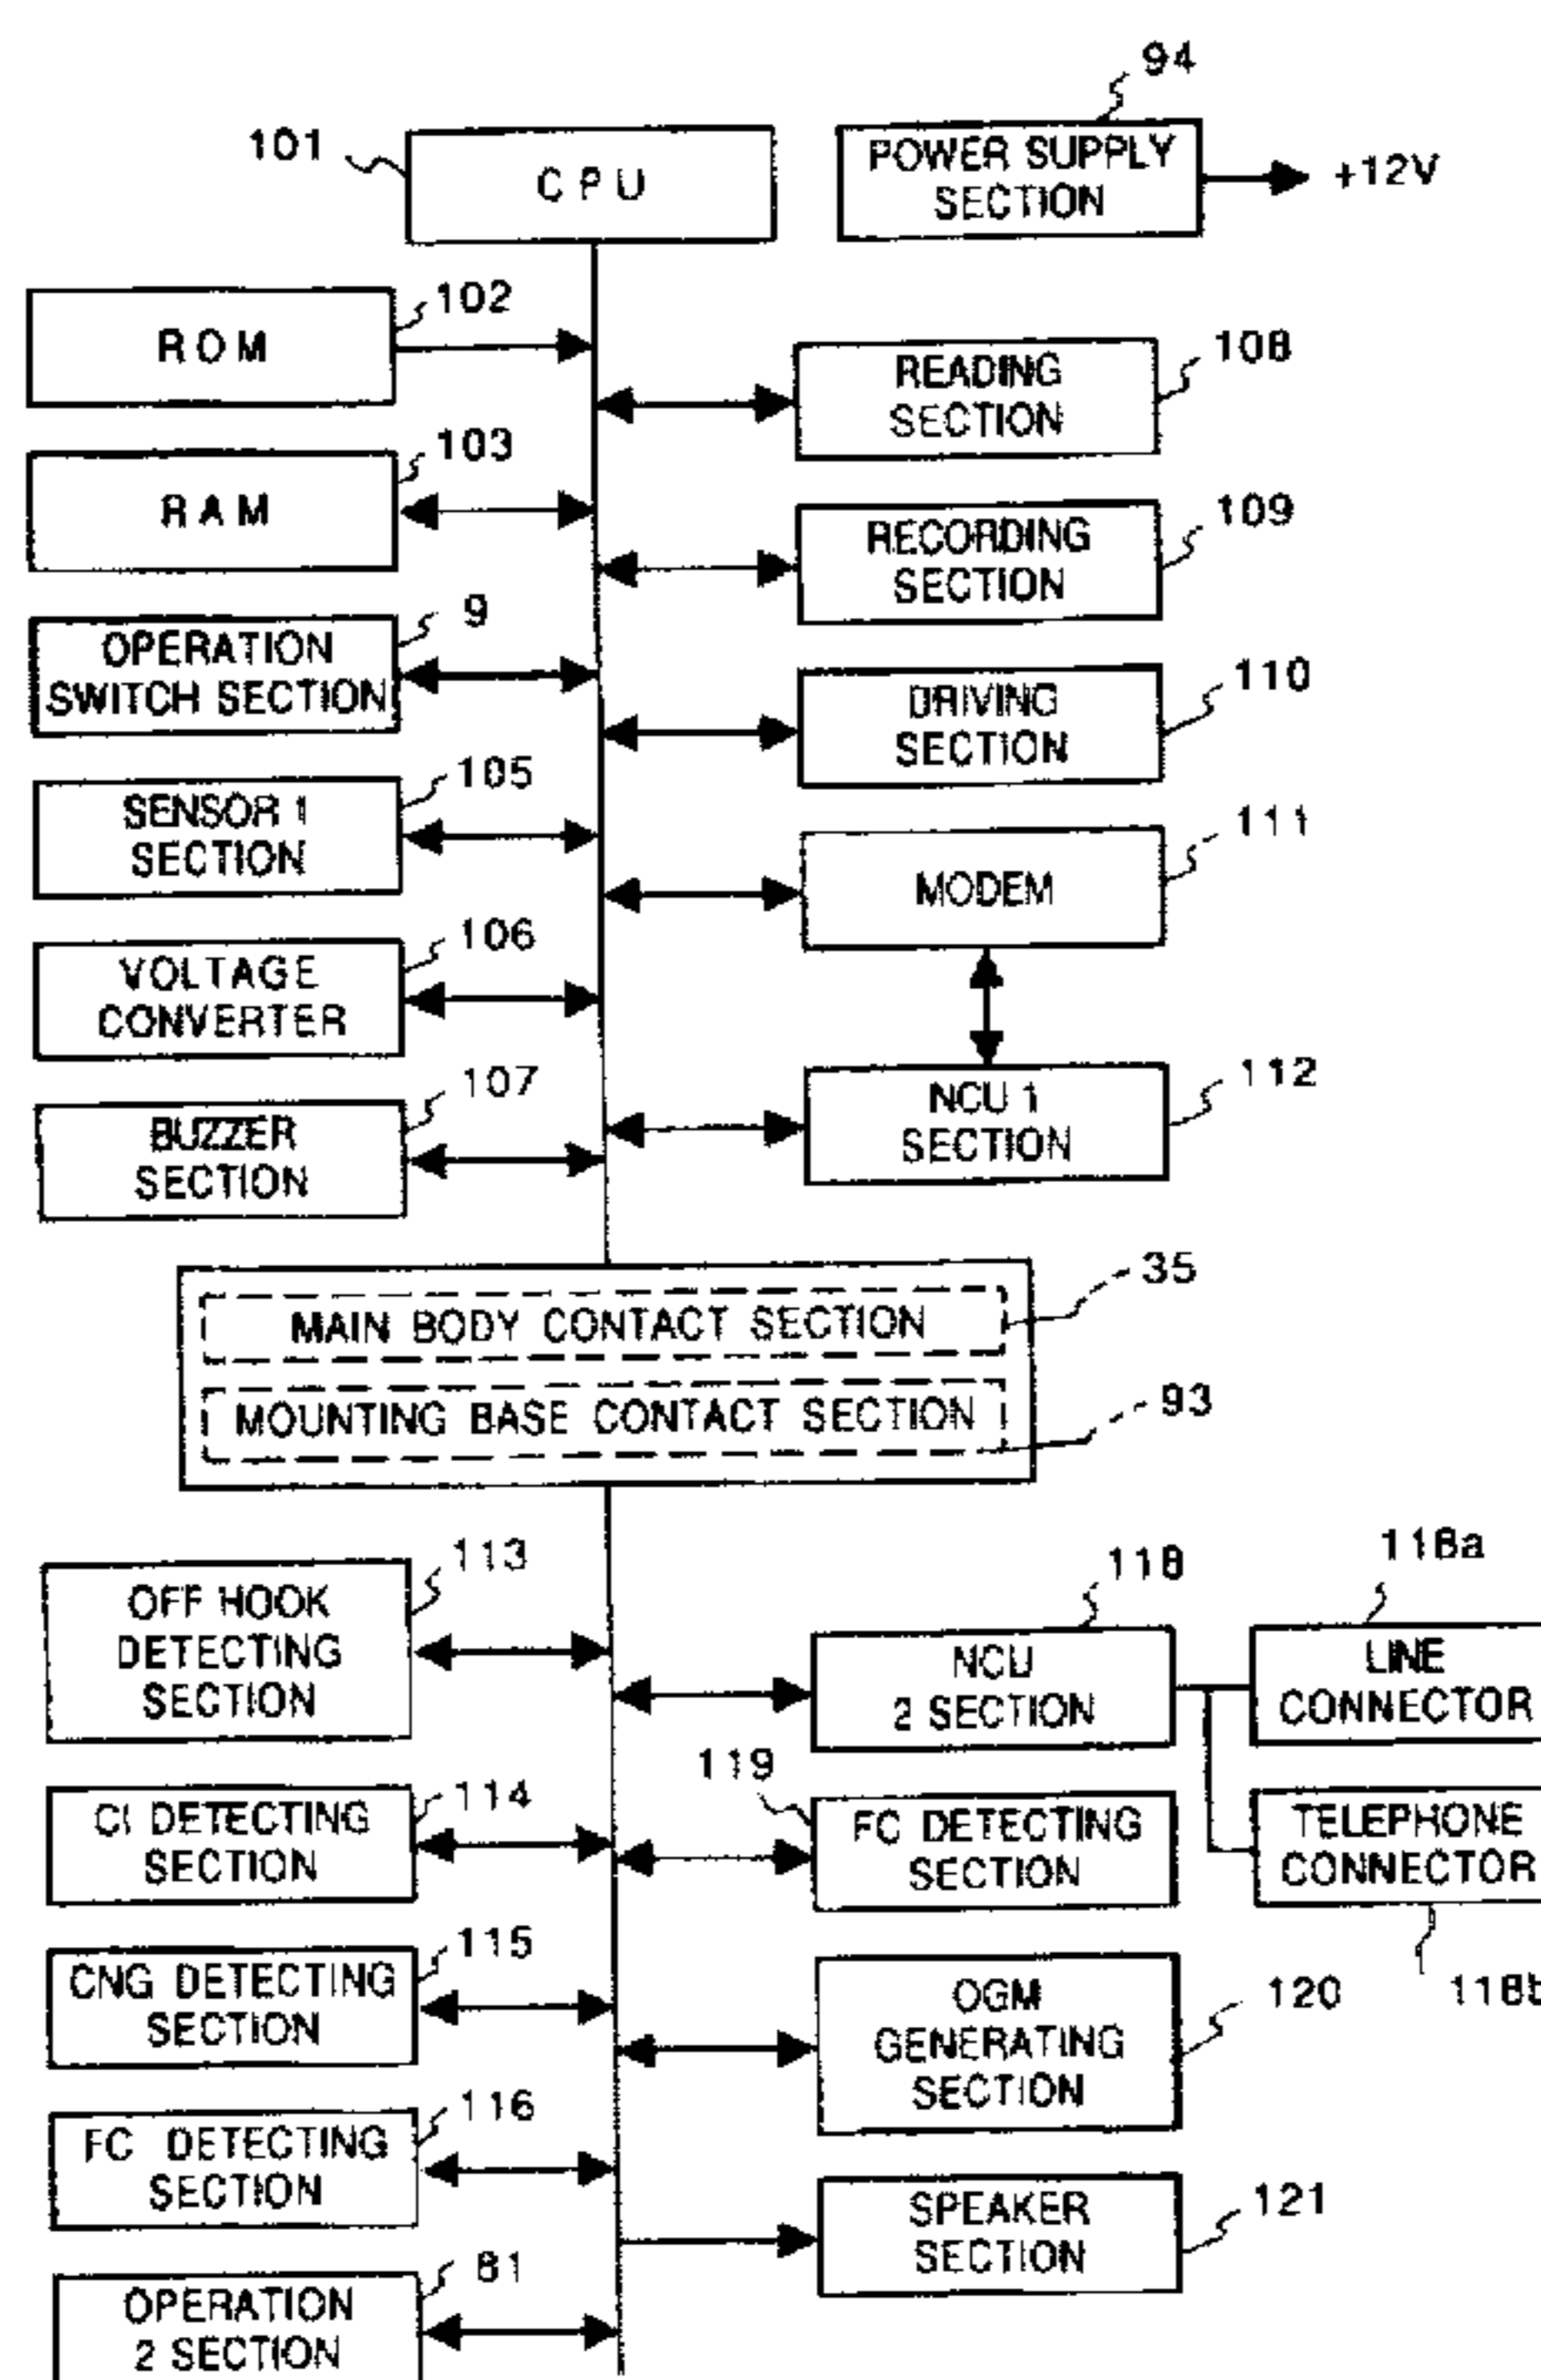 94
101
CPU
POWER SUPPLY
SECTION
+12V
102
ROM
108
READING
SECTION
103
RAM
109
RECORDING
SECTION
9
OPERATION
SWITCH SECTION
110
DRIVING
SECTION
105
SENSOR 1
SECTION
111
MODEM
106
VOLTAGE
CONVERTER
107
BUZZER
SECTION
112
NCU 1
SECTION
35
MAIN BODY CONTACT SECTION
MOUNTING BASE CONTACT SECTION
93
113
OFF HOOK
DETECTING
SECTION
118
NCU
2 SECTION
118a
LINE
CONNECTOR
114
CI DETECTING
SECTION
119
FC DETECTING
SECTION
TELEPHONE
CONNECTOR
118b
115
CNG DETECTING
SECTION
120
OGM
GENERATING
SECTION
116
FC DETECTING
SECTION
121
SPEAKER
SECTION
81
OPERATION
2 SECTION